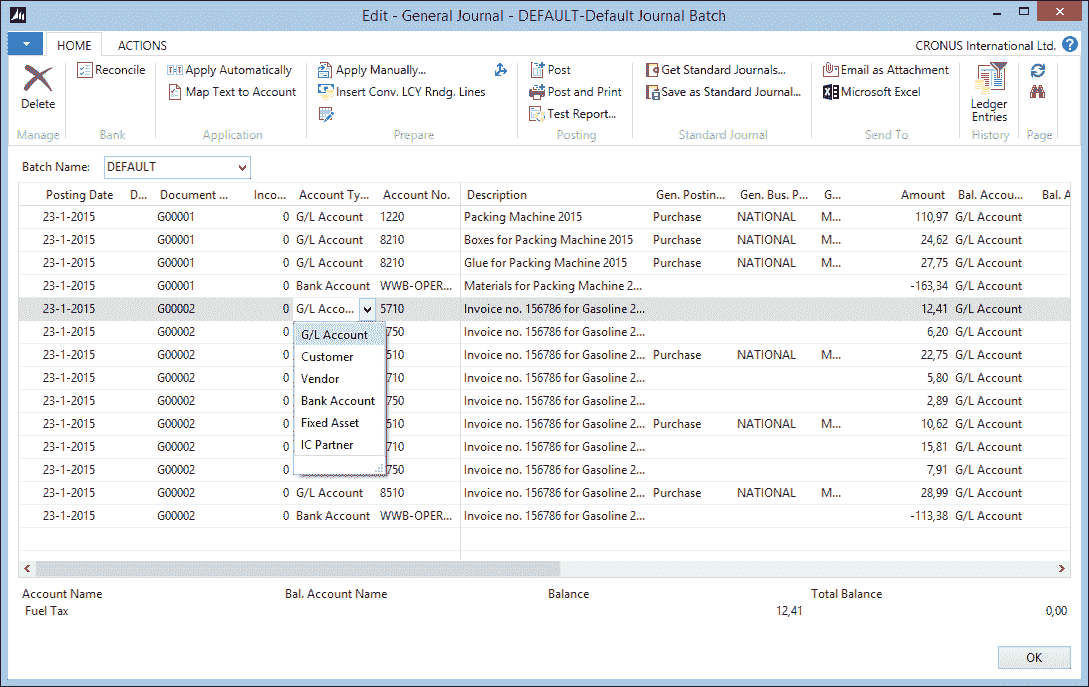 Edit - General Journal - DEFAULT-Default Journal Batch
HOME ACTIONS CRONUS International Ltd.
Reconcile Apply Automatically Apply Manually... Post Get Standard Journals... Email as Attachment
Delete Map Text to Account Insert Conv. LCY Rndg. Lines Post and Print Save as Standard Journal... Microsoft Excel Ledger Entries
Test Report...
Manage Bank Application Prepare Posting Standard Journal Send To History Page
Batch Name: DEFAULT
Posting Date D... Document ... Inco... Account Ty... Account No. Description Gen. Postin... Gen. Bus. P... G... Amount Bal. Accou... Bal. A
23-1-2015 G00001 0 G/L Account 1220 Packing Machine 2015 Purchase NATIONAL M... 110,97 G/L Account
23-1-2015 G00001 0 G/L Account 8210 Boxes for Packing Machine 2015 Purchase NATIONAL M... 24,62 G/L Account
23-1-2015 G00001 0 G/L Account 8210 Glue for Packing Machine 2015 Purchase NATIONAL M... 27,75 G/L Account
23-1-2015 G00001 0 Bank Account WWB-OPER... Materials for Packing Machine 2... -163,34 G/L Account
23-1-2015 G00002 0 G/L Acco... 5710 Invoice no. 156786 for Gasoline 2... 12,41 G/L Account
23-1-2015 G00002 0 G/L Account 750 Invoice no. 156786 for Gasoline 2... 6,20 G/L Account
23-1-2015 G00002 0 Customer 510 Invoice no. 156786 for Gasoline 2... Purchase NATIONAL M... 22,75 G/L Account
23-1-2015 G00002 0 Vendor 710 Invoice no. 156786 for Gasoline 2... 5,80 G/L Account
23-1-2015 G00002 0 Bank Account 750 Invoice no. 156786 for Gasoline 2... 2,89 G/L Account
23-1-2015 G00002 0 Fixed Asset 510 Invoice no. 156786 for Gasoline 2... Purchase NATIONAL M... 10,62 G/L Account
23-1-2015 G00002 0 IC Partner 710 Invoice no. 156786 for Gasoline 2... 15,81 G/L Account
23-1-2015 G00002 0 750 Invoice no. 156786 for Gasoline 2... 7,91 G/L Account
23-1-2015 G00002 0 G/L Account 8510 Invoice no. 156786 for Gasoline 2... Purchase NATIONAL M... 28,99 G/L Account
23-1-2015 G00002 0 Bank Account WWB-OPER... Invoice no. 156786 for Gasoline 2... -113,38 G/L Account
Account Name Bal. Account Name Balance Total Balance
Fuel Tax 12,41 0,00
OK